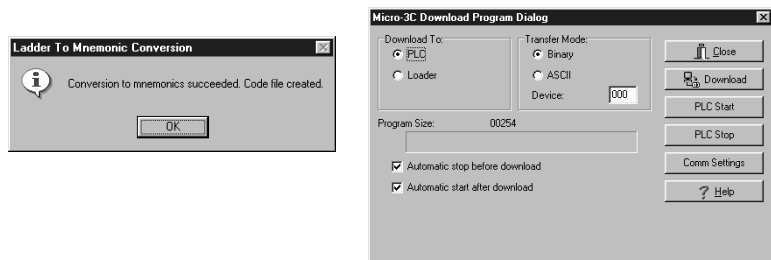 Ladder To Mnemonic Conversion
Conversion to mnemonics succeeded. Code file created.
OK
Micro-3C Download Program Dialog
Download To:
PLC
Loader
Transfer Mode:
Binary
ASCII
Device: 000
Program Size: 00254
Automatic stop before download
Automatic start after download
Close
Download
PLC Start
PLC Stop
Comm Settings
Help